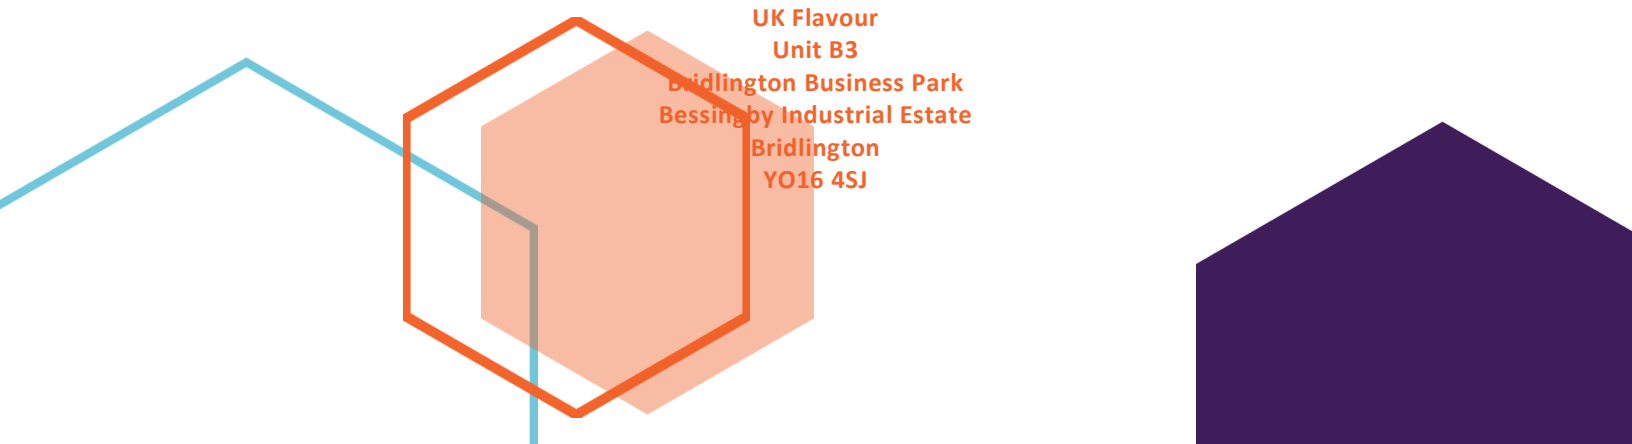 UK Flavour
Unit B3
Bridlington Business Park
Bessingby Industrial Estate
Bridlington
YO16 4SJ